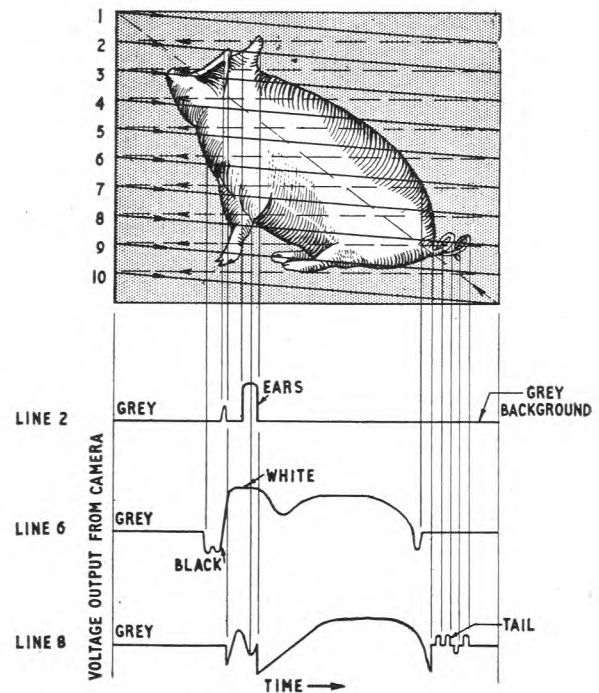 1
2
3
4
5
6
7
8
9
10
LINE 2
GREY
EARS
GREY
BACKGROUND
LINE 6
GREY
WHITE
BLACK
LINE 8
GREY
TAIL
VOLTAGE OUTPUT FROM CAMERA
TIME